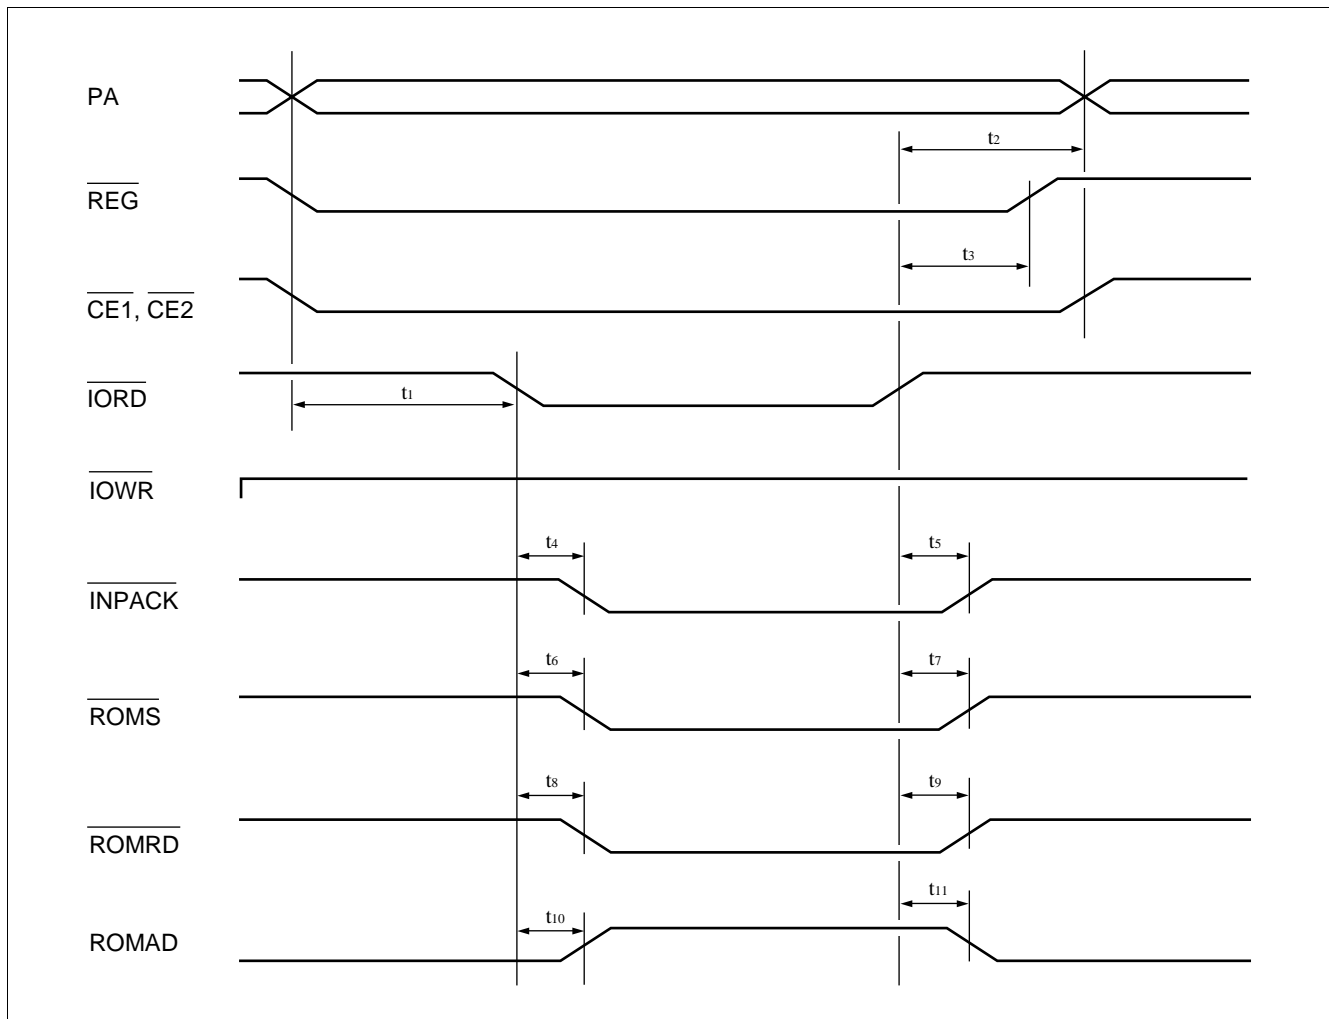 PA
t2
REG
t3
CE1, CE2
IORD
t1
IOWR
t4
t5
INPACK
t6
t7
ROMS
t8
t9
ROMRD
t11
t10
ROMAD